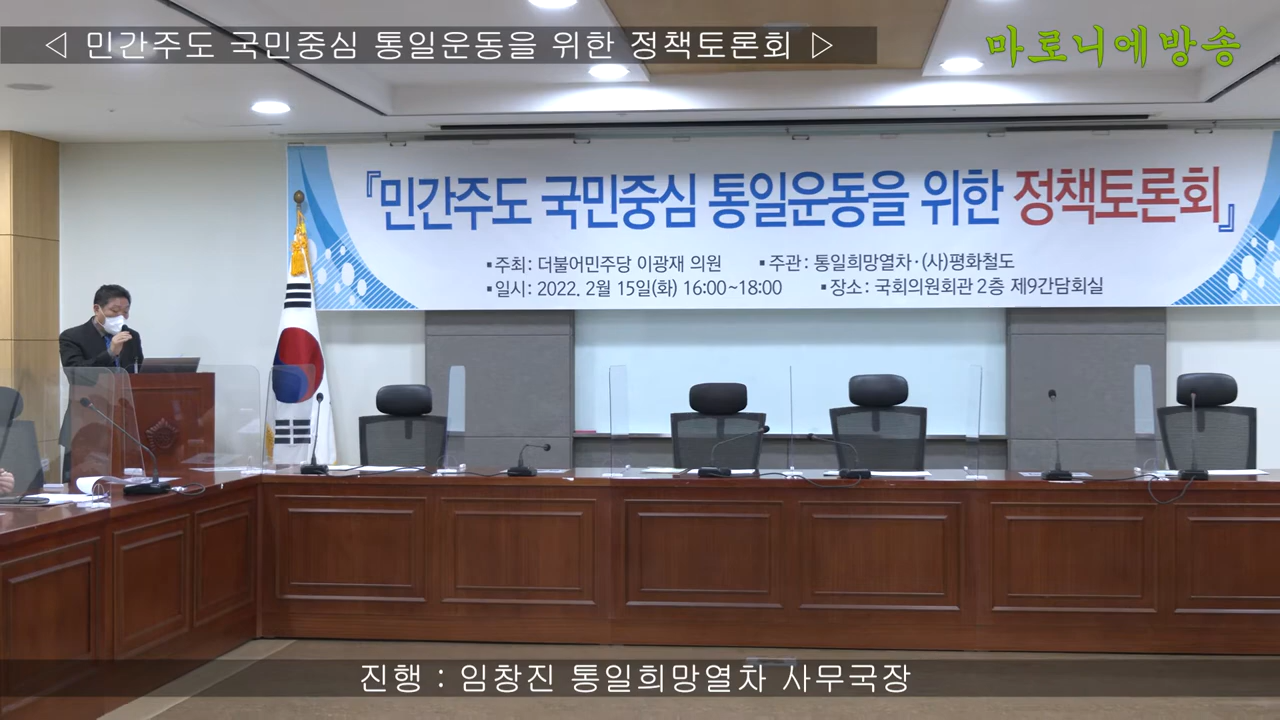 ◁ 민간주도 국민중심 통일운동을 위한 정책토론회 ▷
마로니에방송
『민간주도 국민중심 통일운동을 위한 정책토론회』
▪주최: 더불어민주당 이광재 의원 ▪주관: 통일희망열차·(사)평화철도
▪일시: 2022. 2월 15일(화) 16:00~18:00 ▪장소: 국회의원회관 2층 제9간담회실
진행 : 임창진 통일희망열차 사무국장